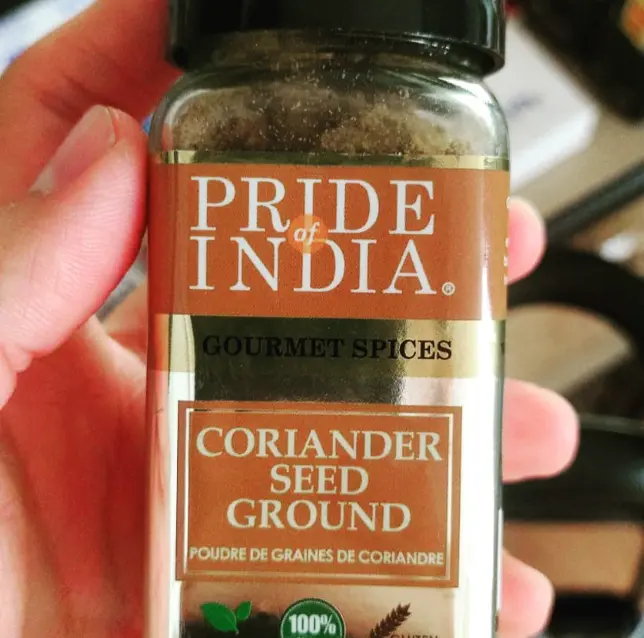 PRIDE
of
INDIA®
GOURMET SPICES
CORIANDER
SEED
GROUND
POUDRE DE GRAINES DE CORIANDRE
100%